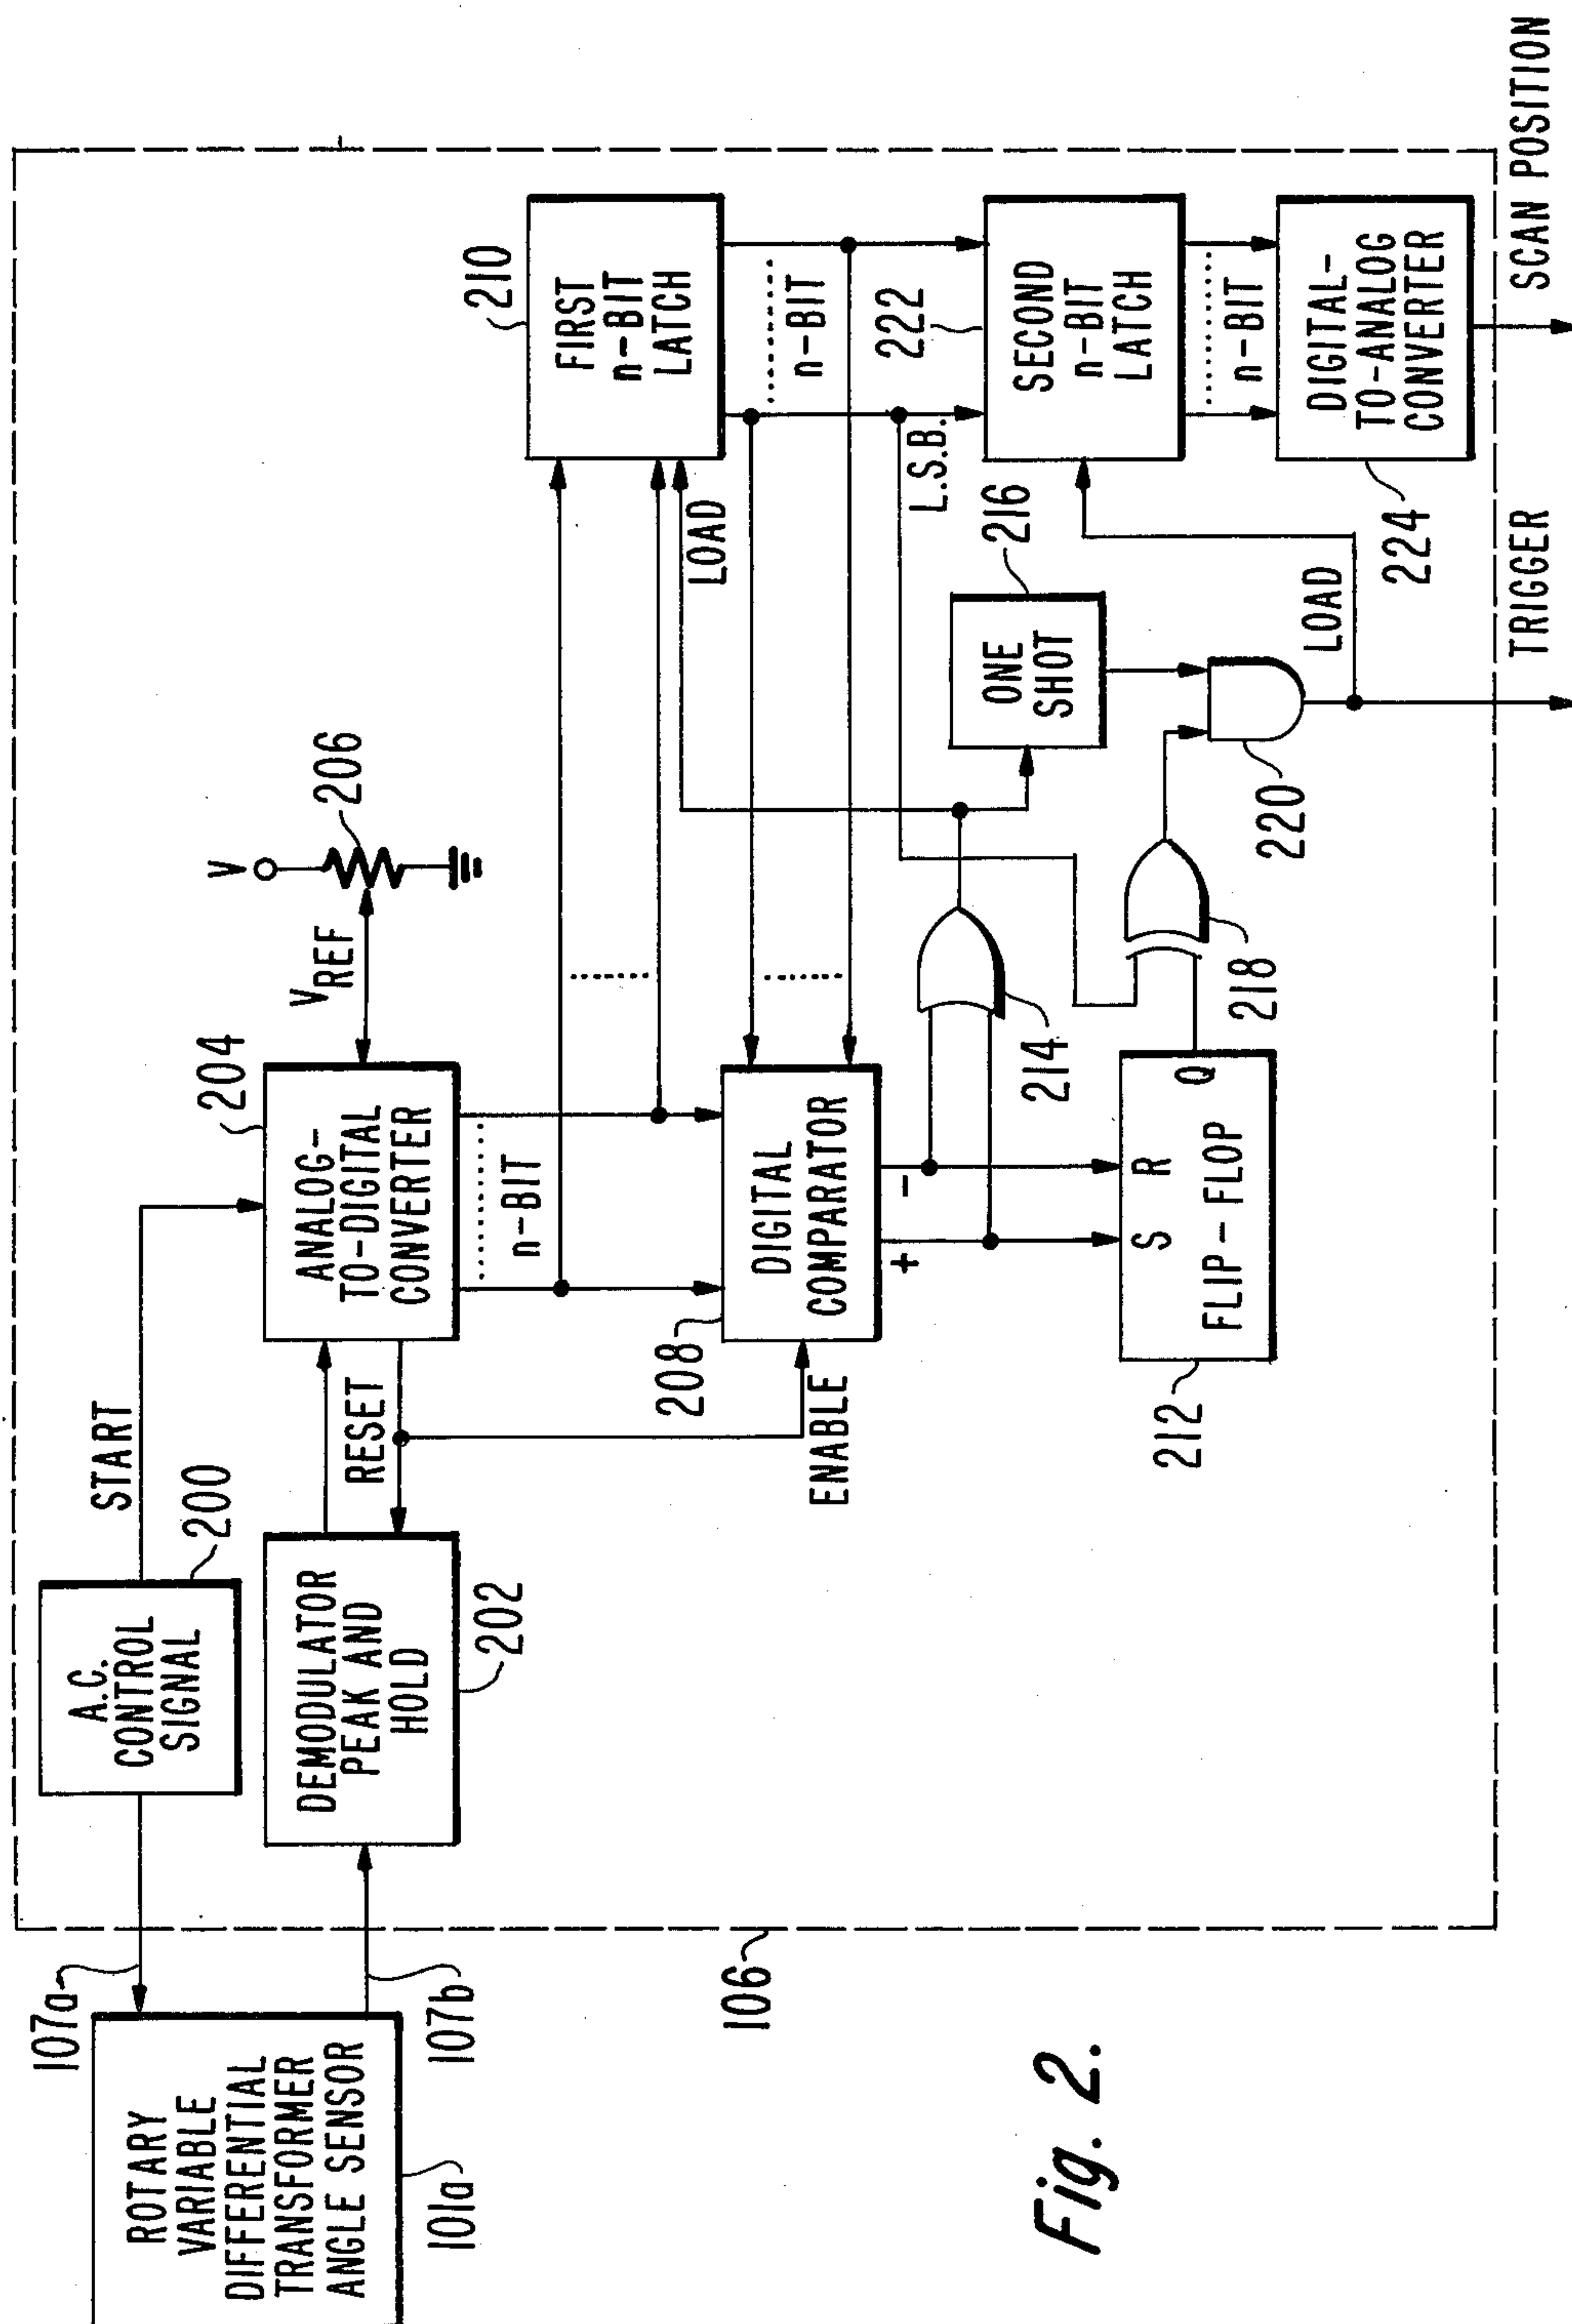 107a
ROTARY
VARIABLE
DIFFERENTIAL
TRANSFORMER
ANGLE SENSOR
101a
107b
A.C.
CONTROL
SIGNAL
200
START
DEMODULATOR
PEAK AND
HOLD
202
RESET
ANALOG-
TO-DIGITAL
CONVERTER
204
VREF
V
206
n-BIT
ENABLE
208
DIGITAL
COMPARATOR
+
-
210
FIRST
n-BIT
LATCH
LOAD
n-BIT
L.S.B.
222
SECOND
n-BIT
LATCH
n-BIT
DIGITAL-
TO-ANALOG
CONVERTER
224
214
ONE
SHOT
216
212
S
R
Q
FLIP-FLOP
218
220
LOAD
TRIGGER
SCAN POSITION
106
Fig. 2.